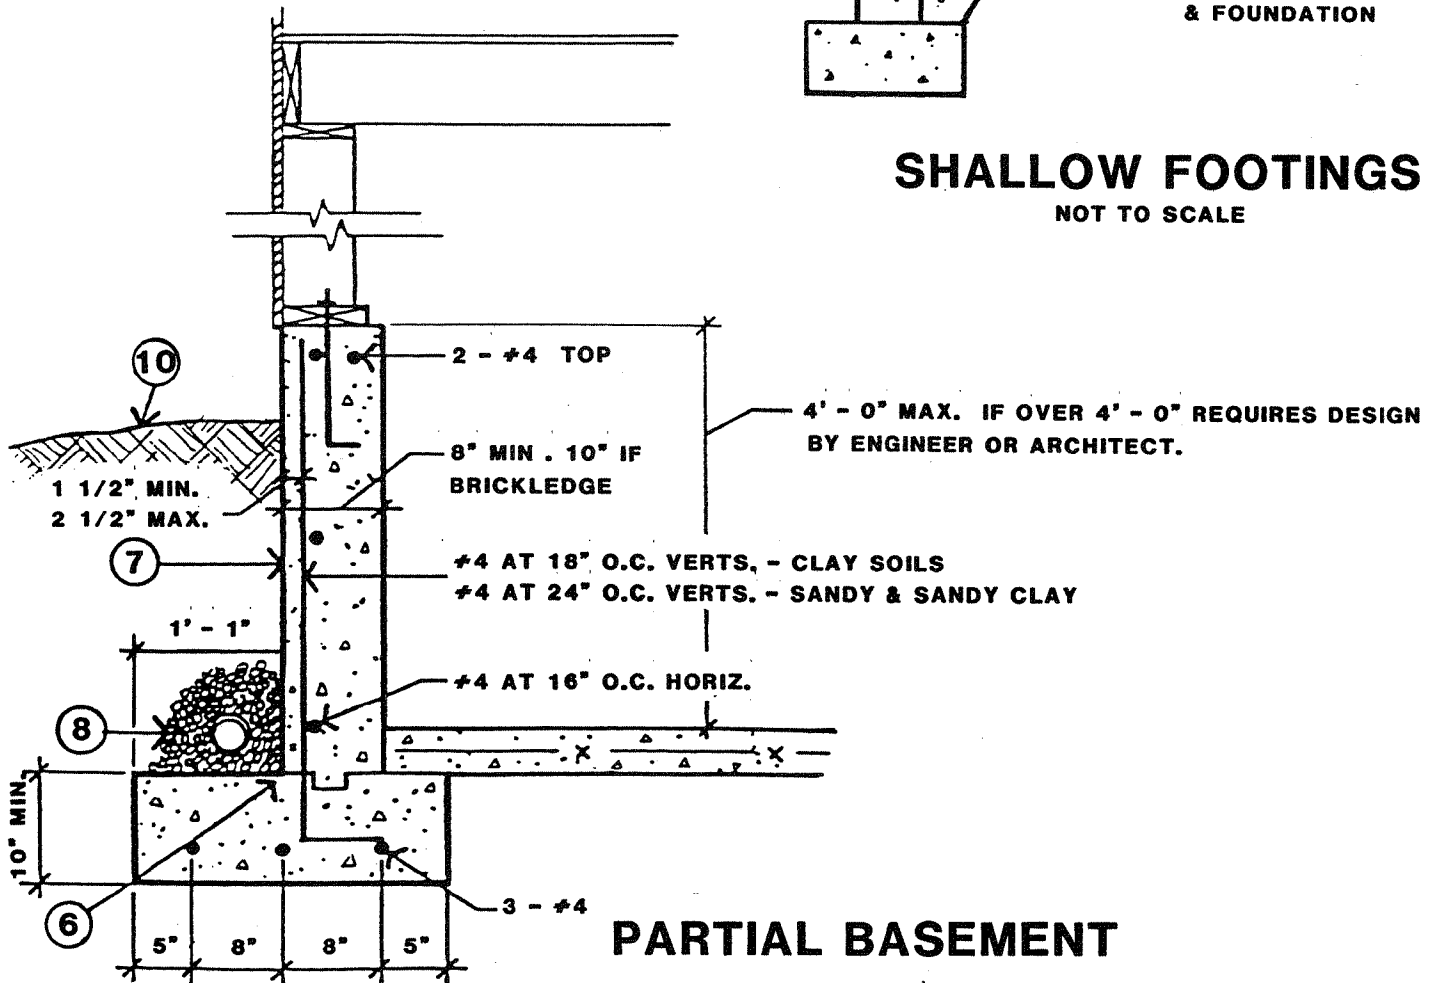 & FOUNDATION
SHALLOW FOOTINGS
NOT TO SCALE
10
2 - #4 TOP
4' - 0" MAX. IF OVER 4' - 0" REQUIRES DESIGN
BY ENGINEER OR ARCHITECT.
8" MIN . 10" IF
BRICKLEDGE
1 1/2" MIN.
2 1/2" MAX.
7
#4 AT 18" O.C. VERTS. - CLAY SOILS
#4 AT 24" O.C. VERTS. - SANDY & SANDY CLAY
1' - 1"
#4 AT 16" O.C. HORIZ.
8
10" MIN.
6
3 - #4
5" 8" 8" 5"
PARTIAL BASEMENT